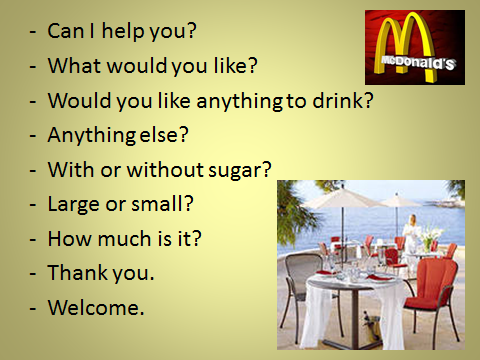 - Can I help you?
- What would you like?
- Would you like anything to drink?
- Anything else?
- With or without sugar?
- Large or small?
- How much is it?
- Thank you.
- Welcome.
McDonald's